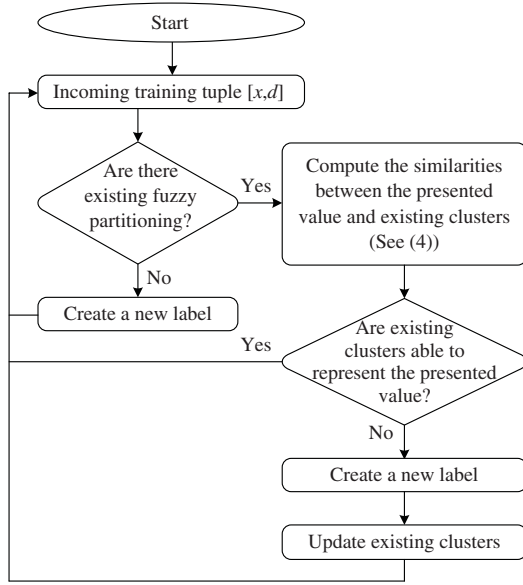 Start
Incoming training tuple [x,d]
Are there
existing fuzzy
partitioning?
Yes
No
Create a new label
Compute the similarities
between the presented
value and existing clusters
(See (4))
Are existing
clusters able to
represent the presented
value?
Yes
No
Create a new label
Update existing clusters